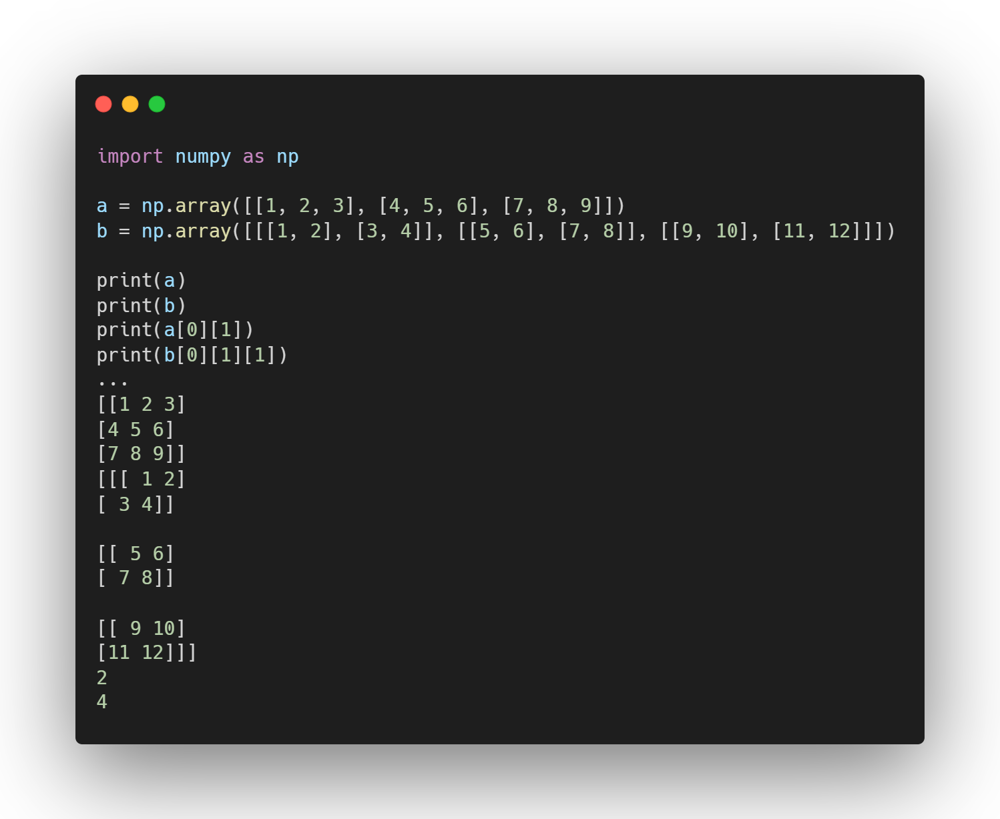 import numpy as np

a = np.array([[1, 2, 3], [4, 5, 6], [7, 8, 9]])
b = np.array([[[1, 2], [3, 4]], [[5, 6], [7, 8]], [[9, 10], [11, 12]]])

print(a)
print(b)
print(a[0][1])
print(b[0][1][1])
...
[[1 2 3]
[4 5 6]
[7 8 9]]
[[[ 1 2]
[ 3 4]]

[[ 5 6]
[ 7 8]]

[[ 9 10]
[11 12]]]
2
4